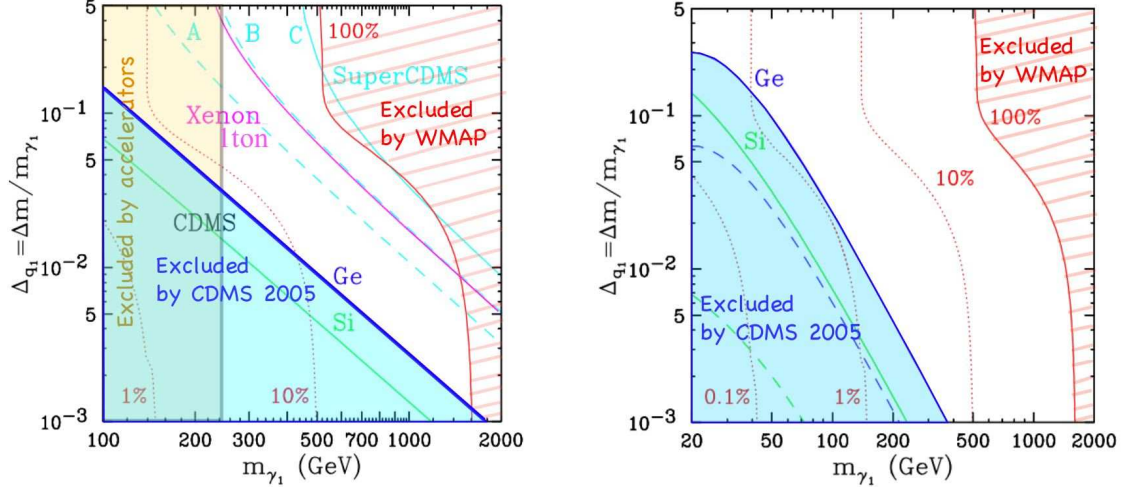 5
A
B
C
100%
SuperCDMS
Excluded
by WMAP
10⁻¹
Xenon
1ton
Excluded by accelerators
5
Δq₁=Δm/mγ₁
CDMS
10⁻²
Excluded
by CDMS 2005
Ge
5
Si
1%
10%
10⁻³
100
200
300
500
700
1000
2000
mγ₁ (GeV)
5
Excluded
by WMAP
Ge
10⁻¹
100%
Si
5
10%
Δq₁=Δm/mγ₁
10⁻²
Excluded
by CDMS 2005
5
0.1%
1%
10⁻³
20
50
100
200
500
1000
2000
mγ₁ (GeV)